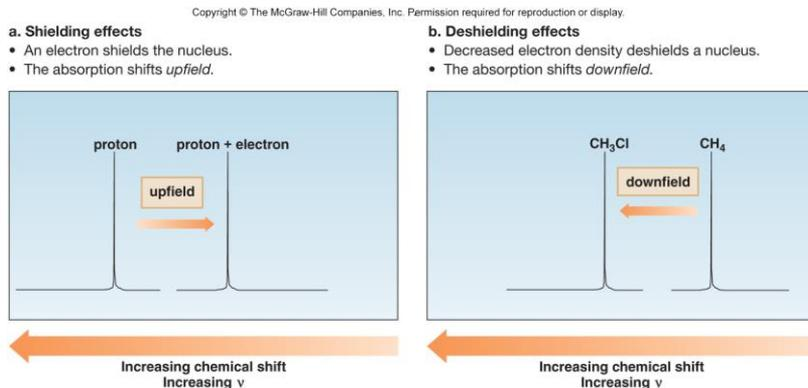 Copyright © The McGraw-Hill Companies, Inc. Permission required for reproduction or display.
a. Shielding effects
• An electron shields the nucleus.
• The absorption shifts upfield.
proton
proton + electron
upfield
Increasing chemical shift
Increasing ν
b. Deshielding effects
• Decreased electron density deshields a nucleus.
• The absorption shifts downfield.
CH₃Cl
CH₄
downfield
Increasing chemical shift
Increasing ν